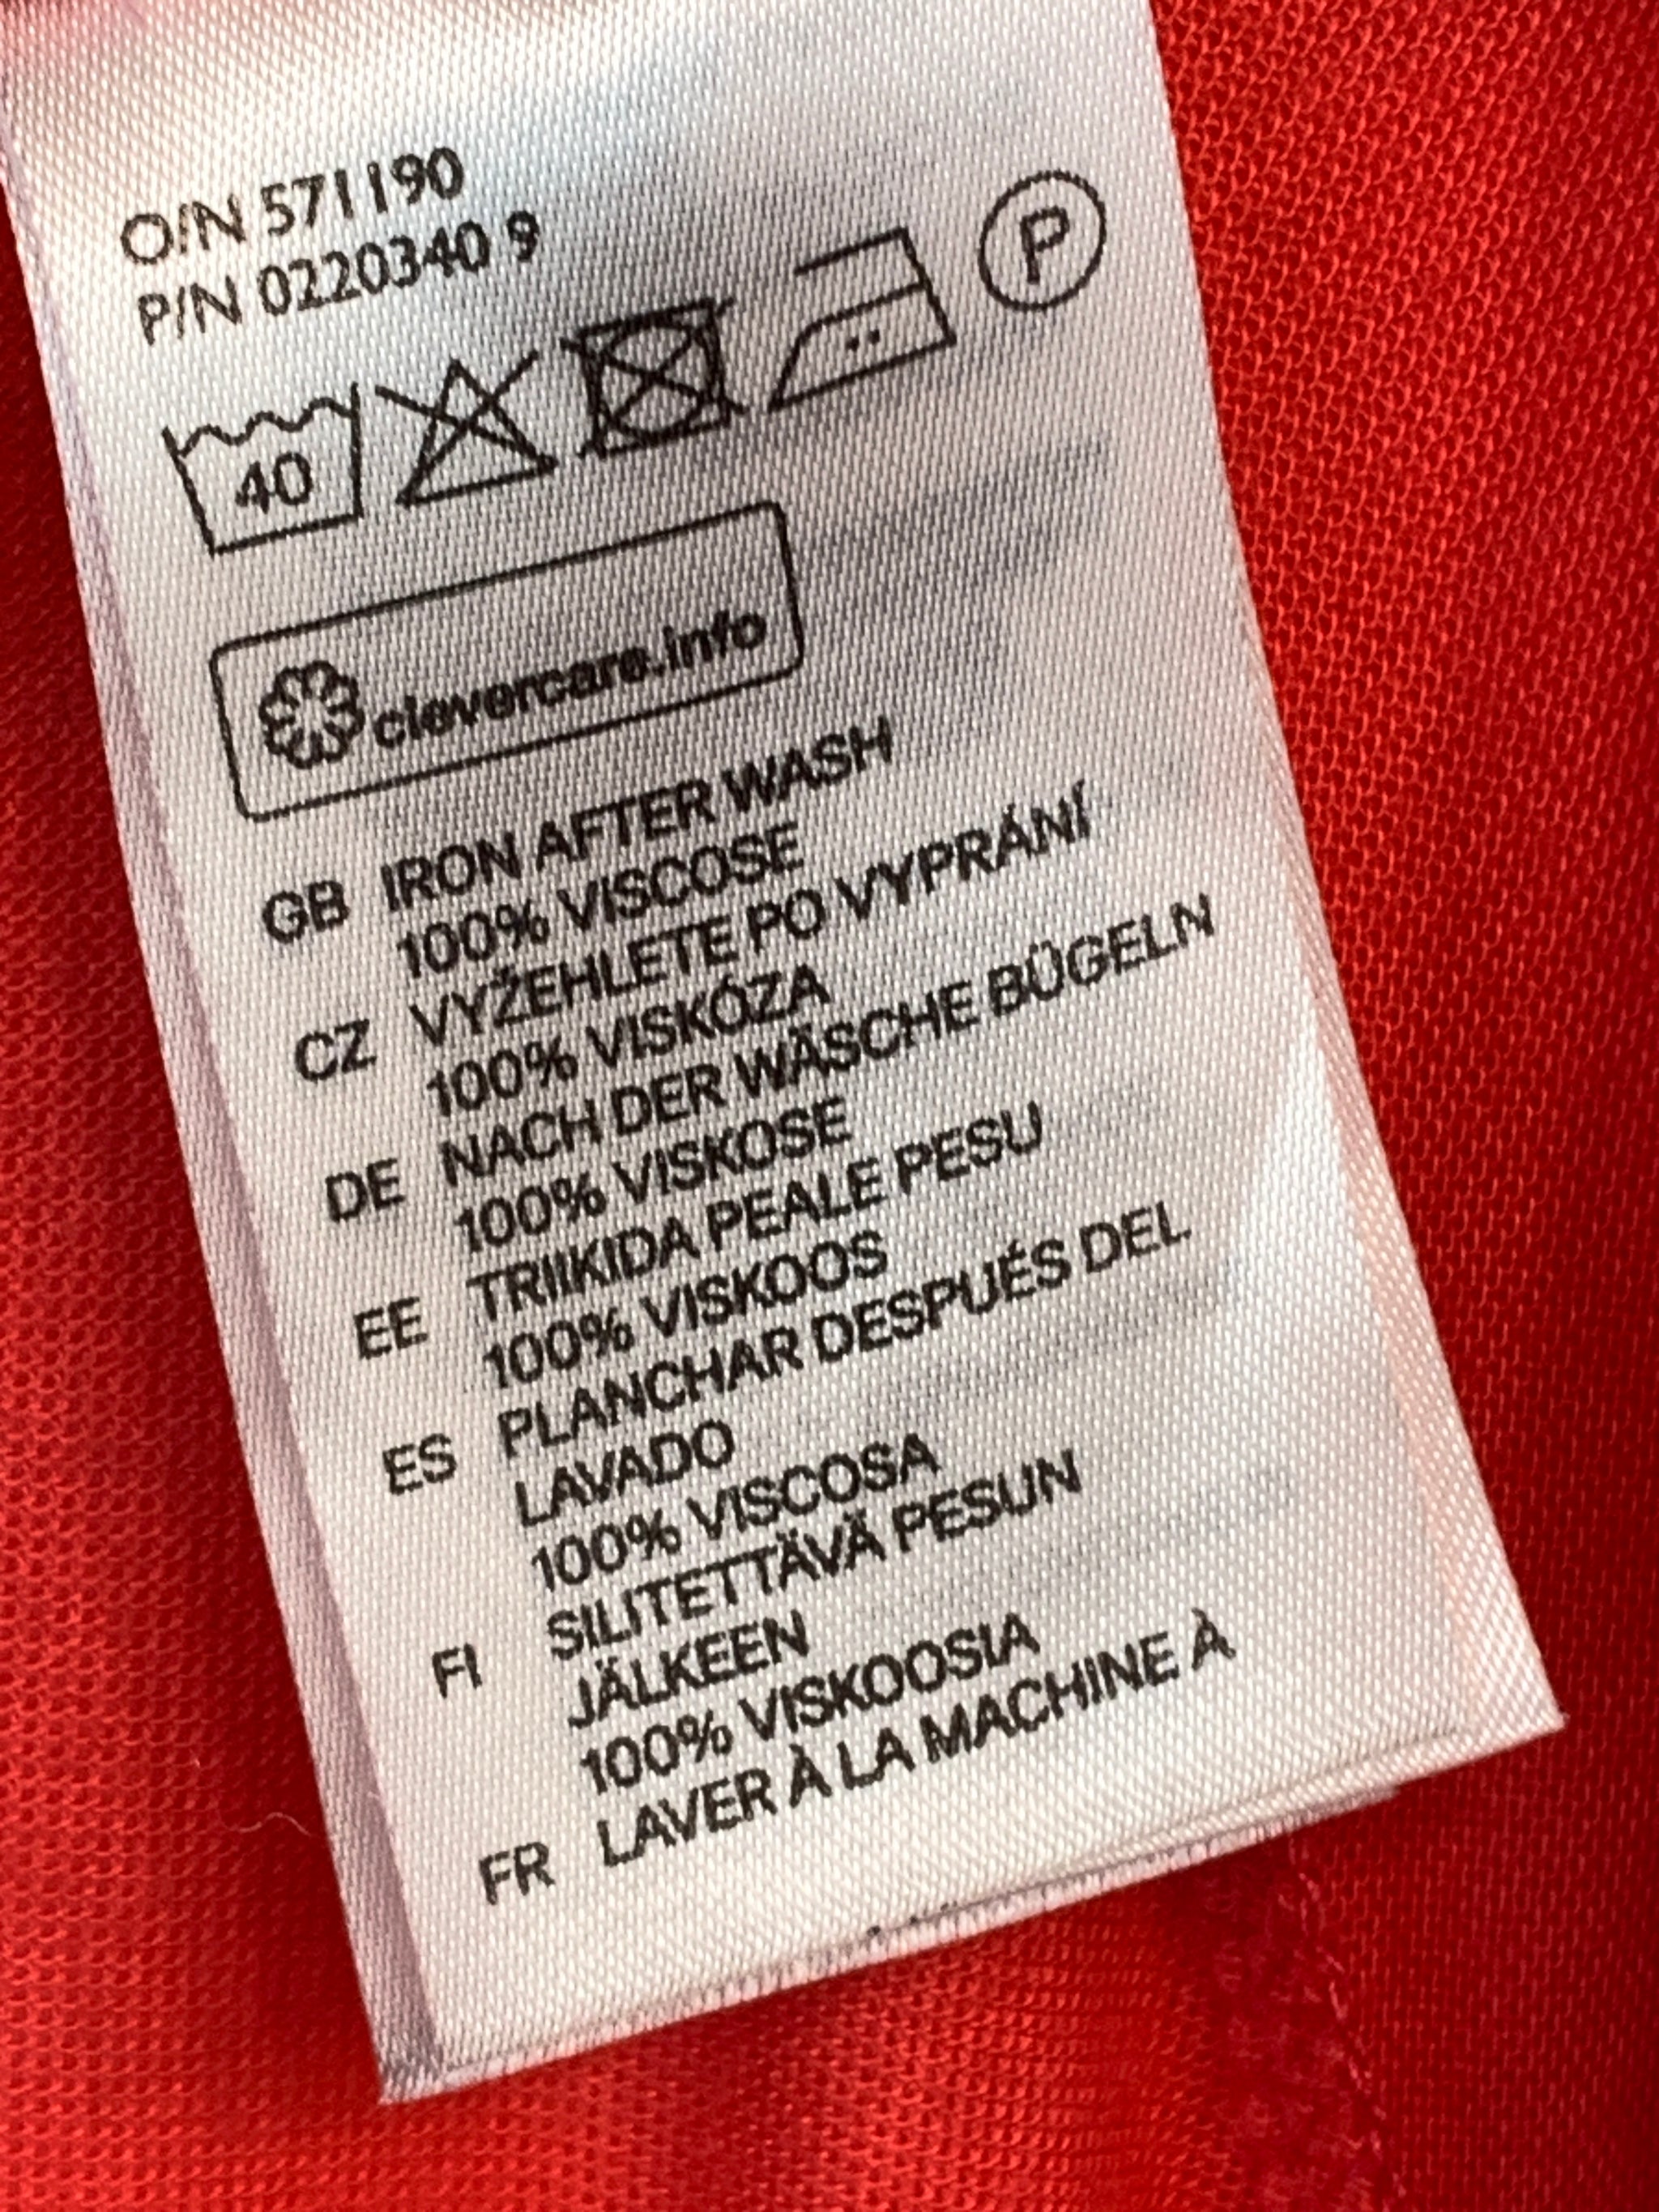 O/N 571190
P/N 0220340 9
40
P
clevercare.info
GB IRON AFTER WASH
100% VISCOSE
CZ VYŽEHLETE PO VYPRÁNÍ
100% VISKÓZA
DE NACH DER WÄSCHE BÜGELN
100% VISKOSE
EE TRIIKIDA PEALE PESU
100% VISKOOS
ES PLANCHAR DESPUÉS DEL
LAVADO
100% VISCOSA
FI SILITETTÄVÄ PESUN
JÄLKEEN
100% VISKOOSIA
FR LAVER À LA MACHINE À